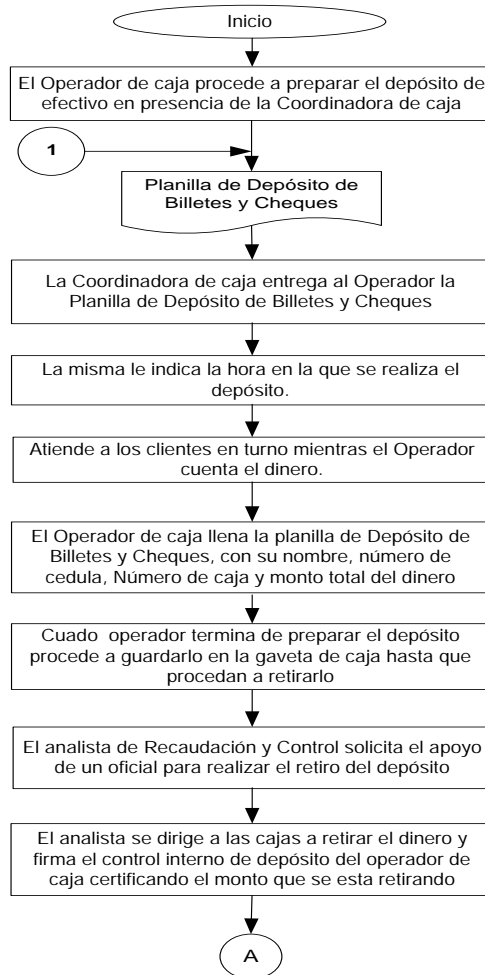 Inicio
El Operador de caja procede a preparar el depósito de
efectivo en presencia de la Coordinadora de caja
1
Planilla de Depósito de
Billetes y Cheques
La Coordinadora de caja entrega al Operador la
Planilla de Depósito de Billetes y Cheques
La misma le indica la hora en la que se realiza el
depósito.
Atiende a los clientes en turno mientras el Operador
cuenta el dinero.
El Operador de caja llena la planilla de Depósito de
Billetes y Cheques, con su nombre, número de
cedula, Número de caja y monto total del dinero
Cuado operador termina de preparar el depósito
procede a guardarlo en la gaveta de caja hasta que
procedan a retirarlo
El analista de Recaudación y Control solicita el apoyo
de un oficial para realizar el retiro del depósito
El analista se dirige a las cajas a retirar el dinero y
firma el control interno de depósito del operador de
caja certificando el monto que se esta retirando
A